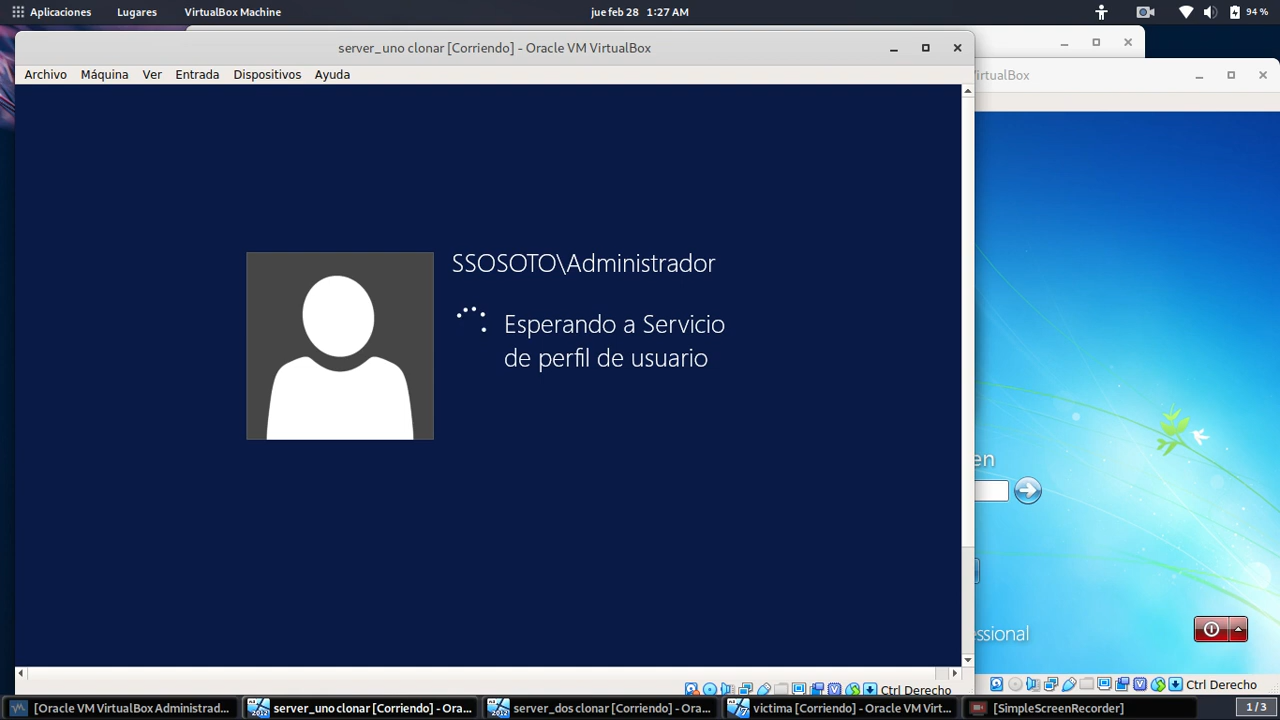 Aplicaciones Lugares VirtualBox Machine jue feb 28 1:27 AM 94 %
server_uno clonar [Corriendo] - Oracle VM VirtualBox
VirtualBox
Archivo Máquina Ver Entrada Dispositivos Ayuda
SSOSOTO\Administrador
Esperando a Servicio
de perfil de usuario
en
essional
Ctrl Derecho
Ctrl Derecho
[Oracle VM VirtualBox Administrad... server_uno clonar [Corriendo] - Ora... server_dos clonar [Corriendo] - Ora... victima [Corriendo] - Oracle VM Virt... [SimpleScreenRecorder] 1 / 3